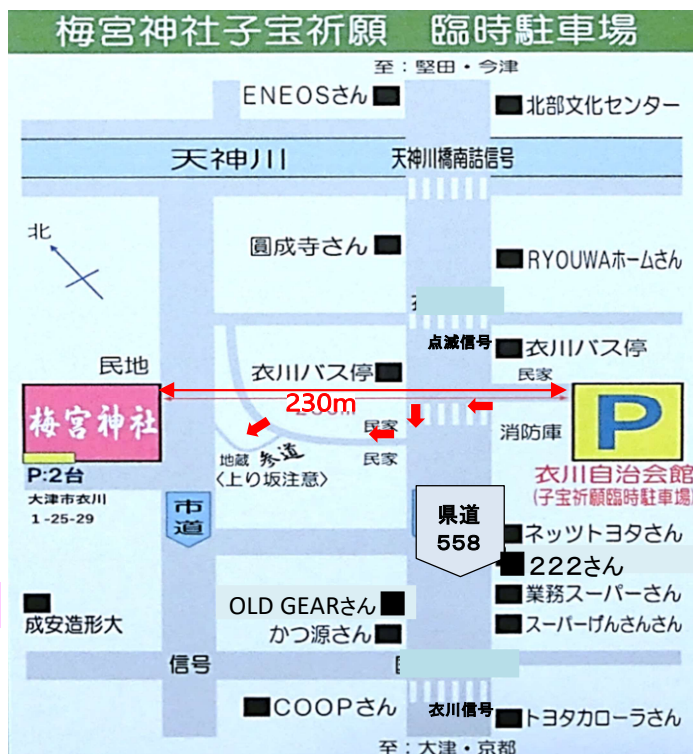 梅宮神社子宝祈願 臨時駐車場
至：堅田・今津
ENEOSさん
北部文化センター
天神川
天神川橋南詰信号
北
圓成寺さん
RYOUWAホームさん
点滅信号
衣川バス停
民家
民地
衣川バス停
230m
梅宮神社
P:2台
大津市衣川
1-25-29
民家
地蔵 参道
〈上り坂注意〉
民家
消防庫
P
衣川自治会館
(子宝祈願臨時駐車場)
市道
県道
558
ネッツトヨタさん
222さん
業務スーパーさん
スーパーげんさんさん
OLD GEARさん
かつ源さん
成安造形大
信号
COOPさん
衣川信号
トヨタカローラさん
至：大津・京都